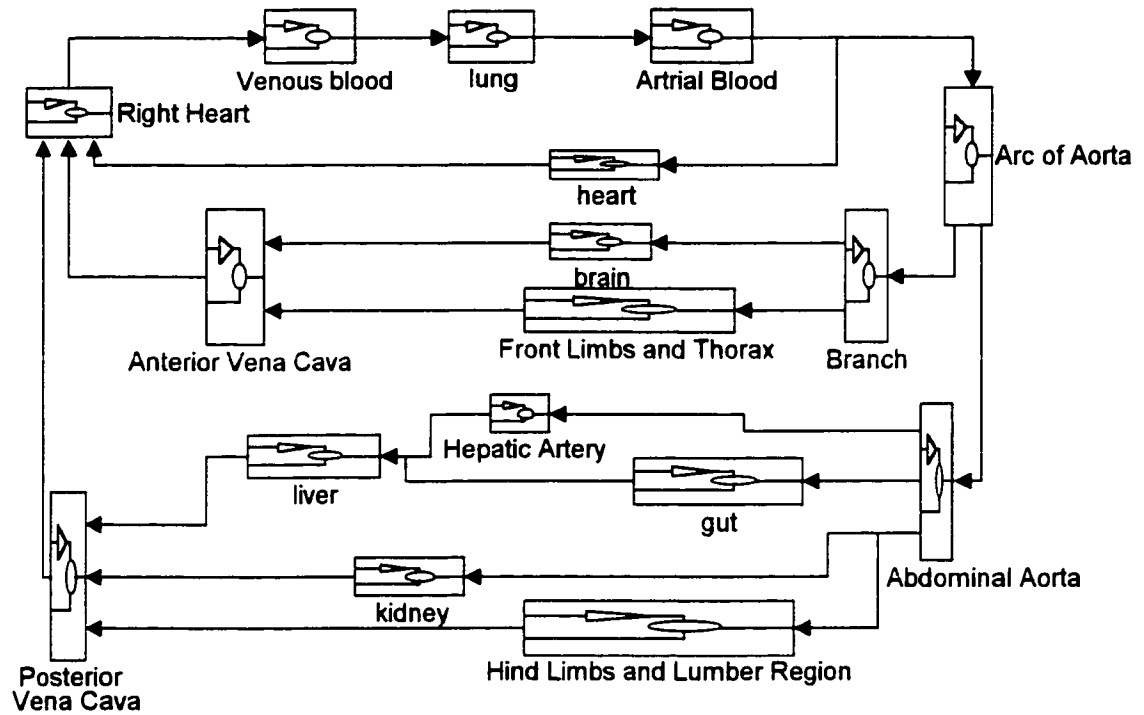 Venous blood
lung
Artrial Blood
Right Heart
Arc of Aorta
heart
brain
Front Limbs and Thorax
Branch
Anterior Vena Cava
Hepatic Artery
liver
gut
Abdominal Aorta
kidney
Hind Limbs and Lumber Region
Posterior
Vena Cava